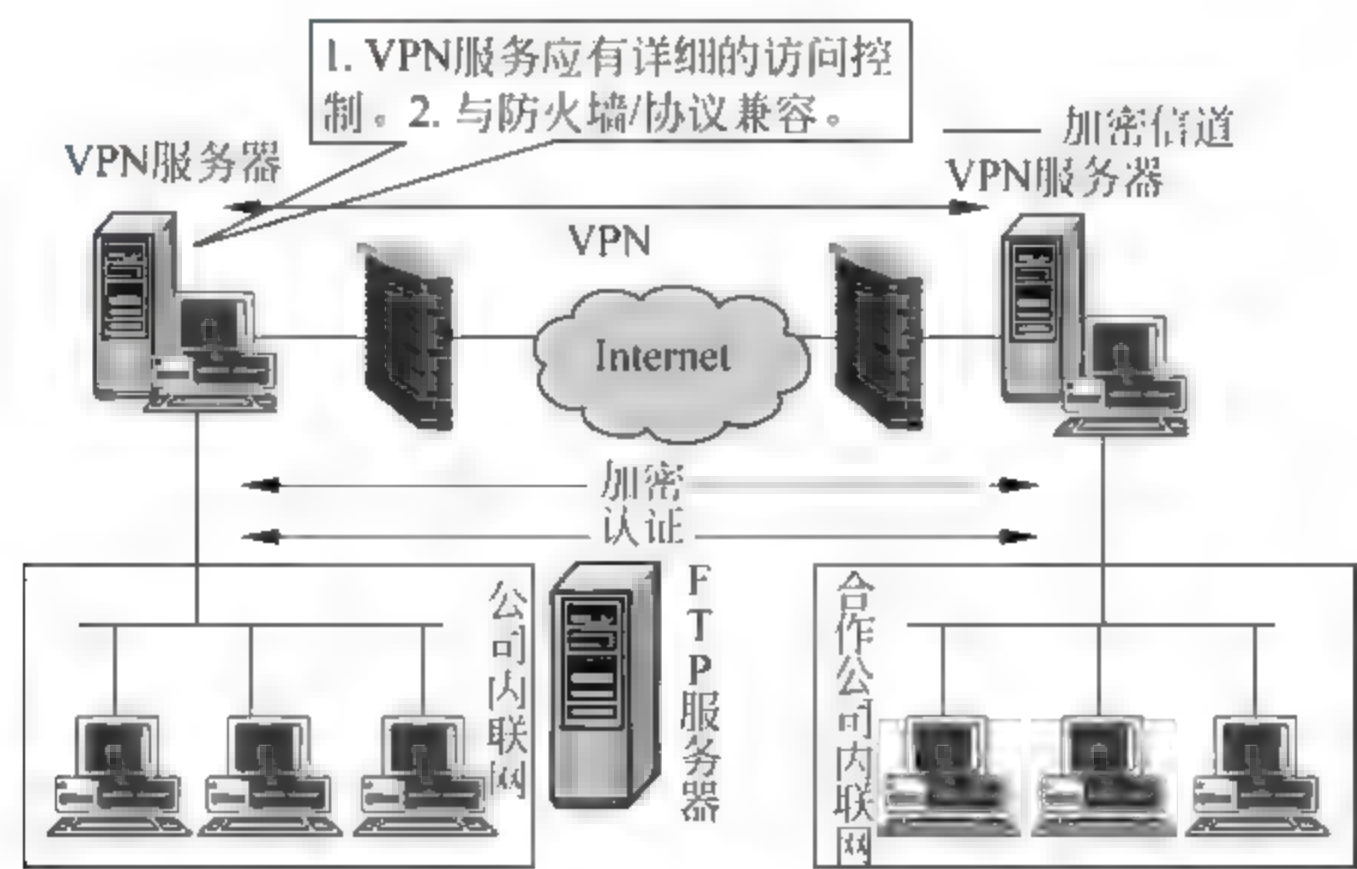 1. VPN服务应有详细的访问控
制。2. 与防火墙/协议兼容。
加密信道
VPN服务器
VPN服务器
VPN
Internet
加密
认证
公司内联网
FTP服务器
合作公司内联网